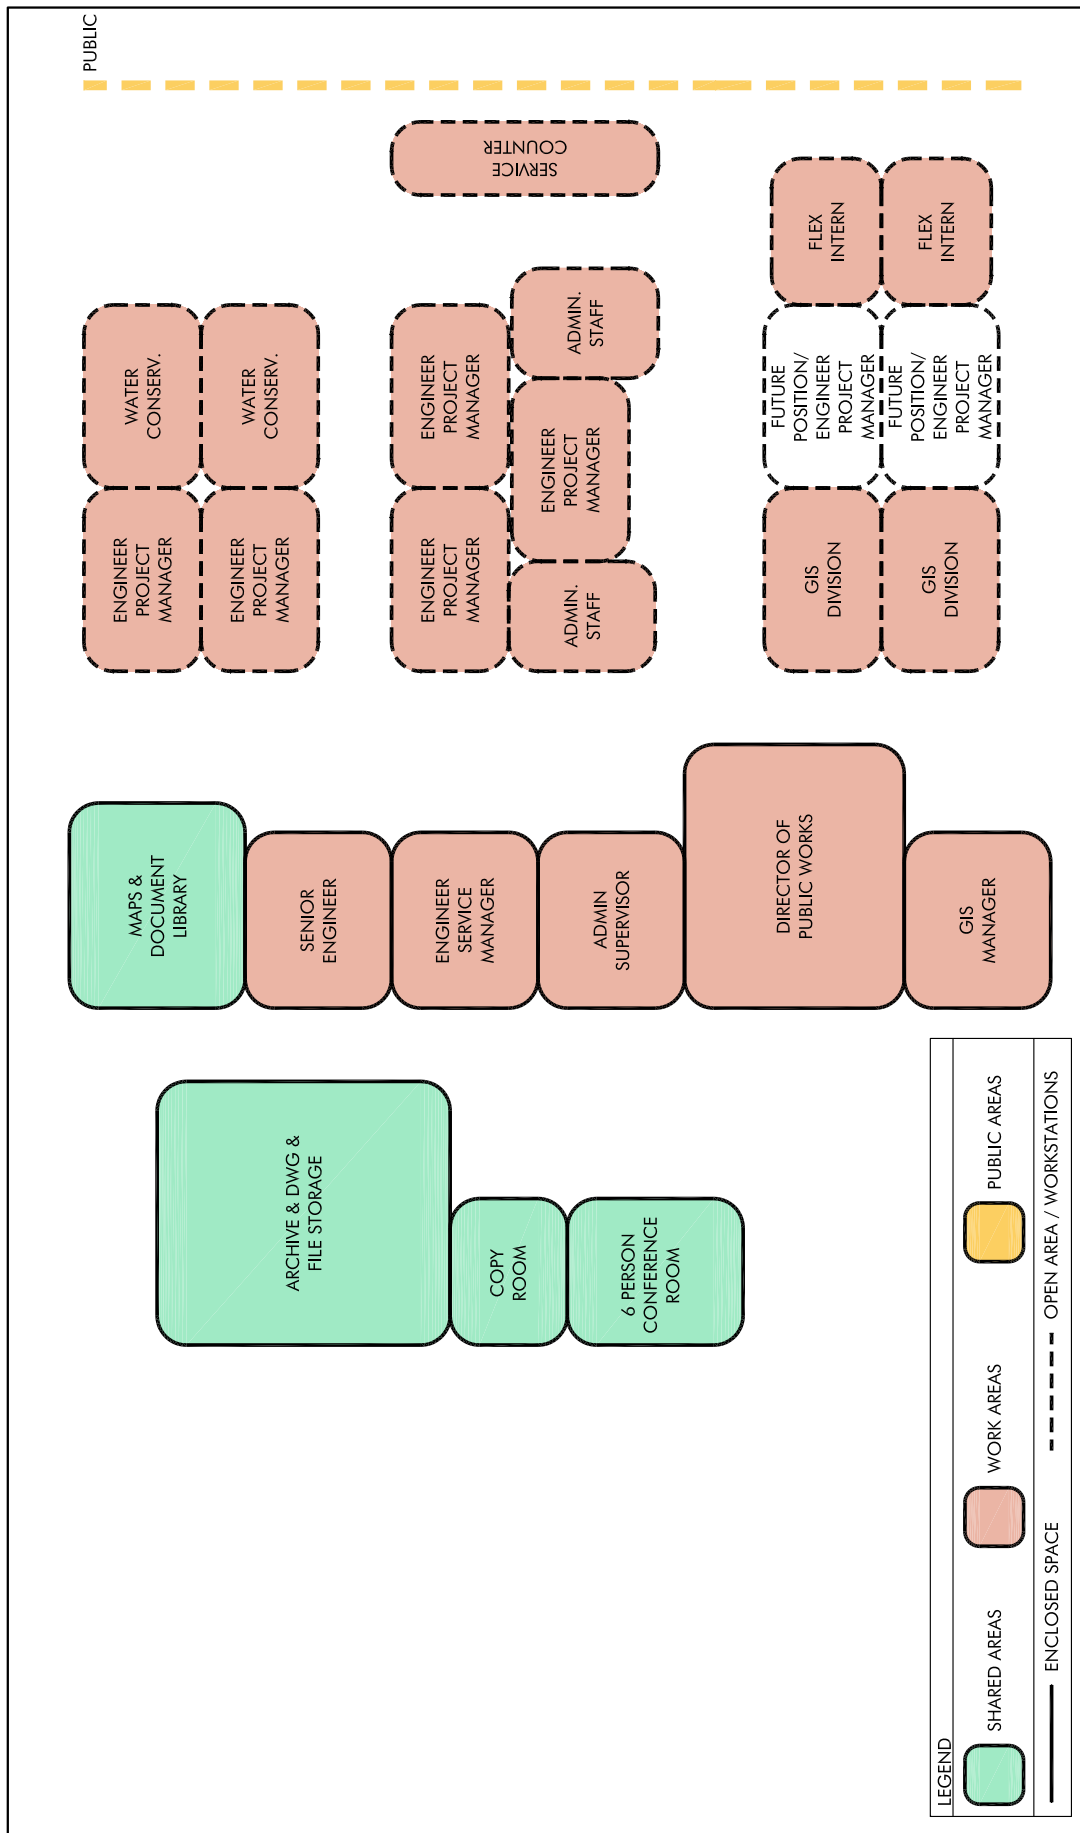 PUBLIC
SERVICE
COUNTER
WATER
CONSERV.
WATER
CONSERV.
ENGINEER
PROJECT
MANAGER
ENGINEER
PROJECT
MANAGER
ENGINEER
PROJECT
MANAGER
ENGINEER
PROJECT
MANAGER
ADMIN.
STAFF
ENGINEER
PROJECT
MANAGER
ADMIN.
STAFF
FLEX
INTERN
FLEX
INTERN
FUTURE
POSITION/
ENGINEER
PROJECT
MANAGER
FUTURE
POSITION/
ENGINEER
PROJECT
MANAGER
GIS
DIVISION
GIS
DIVISION
MAPS &
DOCUMENT
LIBRARY
SENIOR
ENGINEER
ENGINEER
SERVICE
MANAGER
ADMIN
SUPERVISOR
DIRECTOR OF
PUBLIC WORKS
GIS
MANAGER
ARCHIVE & DWG &
FILE STORAGE
COPY
ROOM
6 PERSON
CONFERENCE
ROOM
LEGEND
SHARED AREAS
WORK AREAS
PUBLIC AREAS
ENCLOSED SPACE
OPEN AREA / WORKSTATIONS